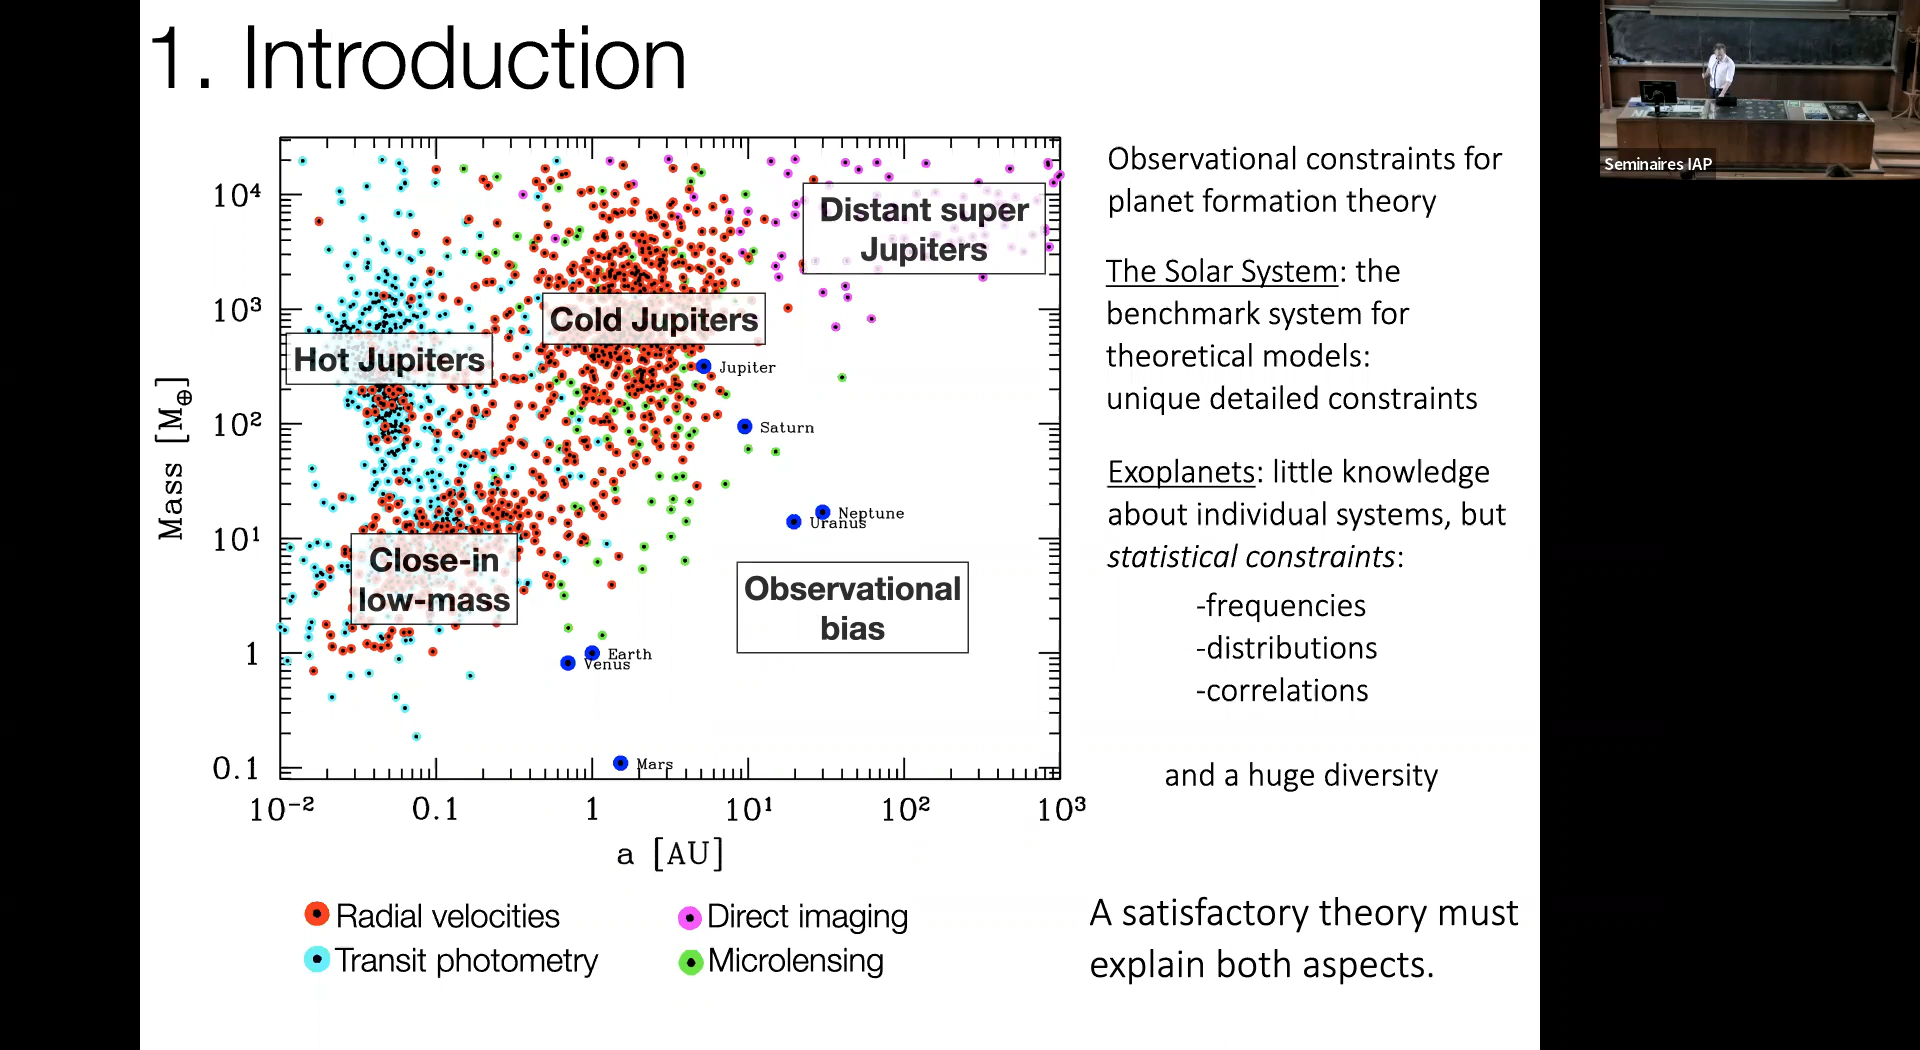 1. Introduction
Seminaires IAP
Observational constraints for
planet formation theory
The Solar System: the
benchmark system for
theoretical models:
unique detailed constraints
Exoplanets: little knowledge
about individual systems, but
statistical constraints:
-frequencies
-distributions
-correlations
and a huge diversity
A satisfactory theory must
explain both aspects.
Mass [M⊕]
10⁴
10³
10²
10¹
1
0.1
Distant super
Jupiters
Cold Jupiters
Hot Jupiters
Jupiter
Saturn
Neptune
Uranus
Close-in
low-mass
Observational
bias
Earth
Venus
Mars
10⁻²
0.1
1
10¹
10²
10³
a [AU]
Radial velocities
Direct imaging
Transit photometry
Microlensing